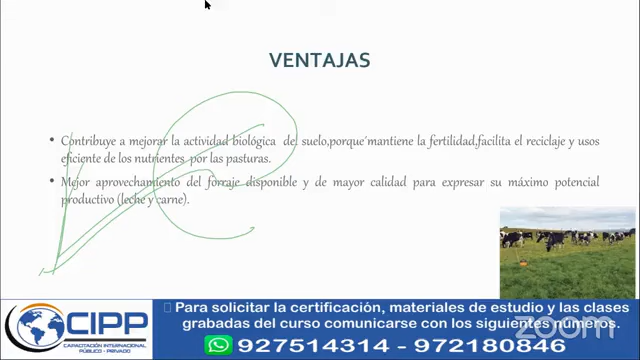 VENTAJAS
• Contribuye a mejorar la actividad biológica del suelo,porque´mantiene la fertilidad,facilita el reciclaje y usos
eficiente de los nutrientes por las pasturas.
• Mejor aprovechamiento del forraje disponible y de mayor calidad para expresar su máximo potencial
productivo (leche y carne).
zoom
CIPP
CAPACITACIÓN INTERNACIONAL
PÚBLICO - PRIVADO
Para solicitar la certificación, materiales de estudio y las clases
grabadas del curso comunicarse con los siguientes números.
927514314 - 972180846